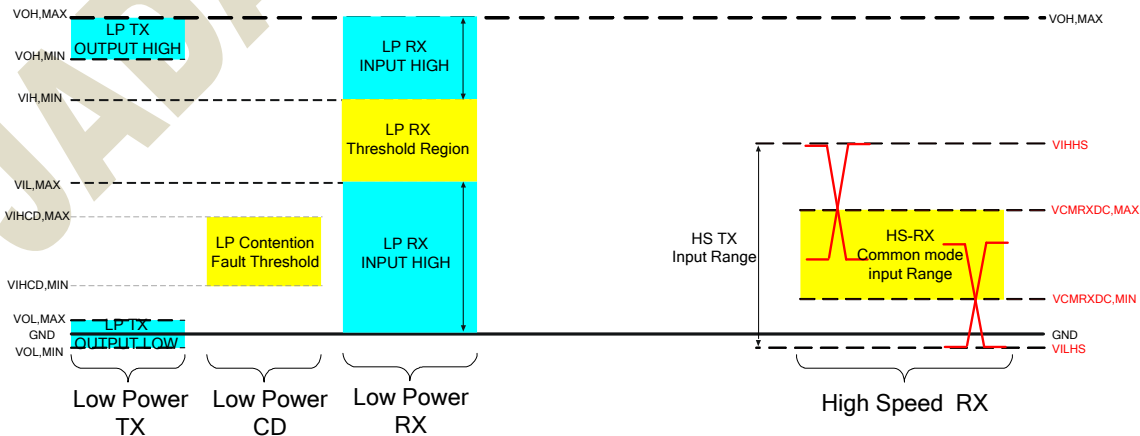 VOH,MAX
LP TX
OUTPUT HIGH
VOH,MIN
VIH,MIN
VIL,MAX
VIHCD,MAX
VIHCD,MIN
VOL,MAX
GND
VOL,MIN
LP TX
OUTPUT LOW
LP Contention
Fault Threshold
LP RX
INPUT HIGH
LP RX
Threshold Region
LP RX
INPUT HIGH
HS TX
Input Range
HS-RX
Common mode
input Range
VOH,MAX
VIHHS
VCMRXDC,MAX
VCMRXDC,MIN
GND
VILHS
Low Power
TX
Low Power
CD
Low Power
RX
High Speed RX